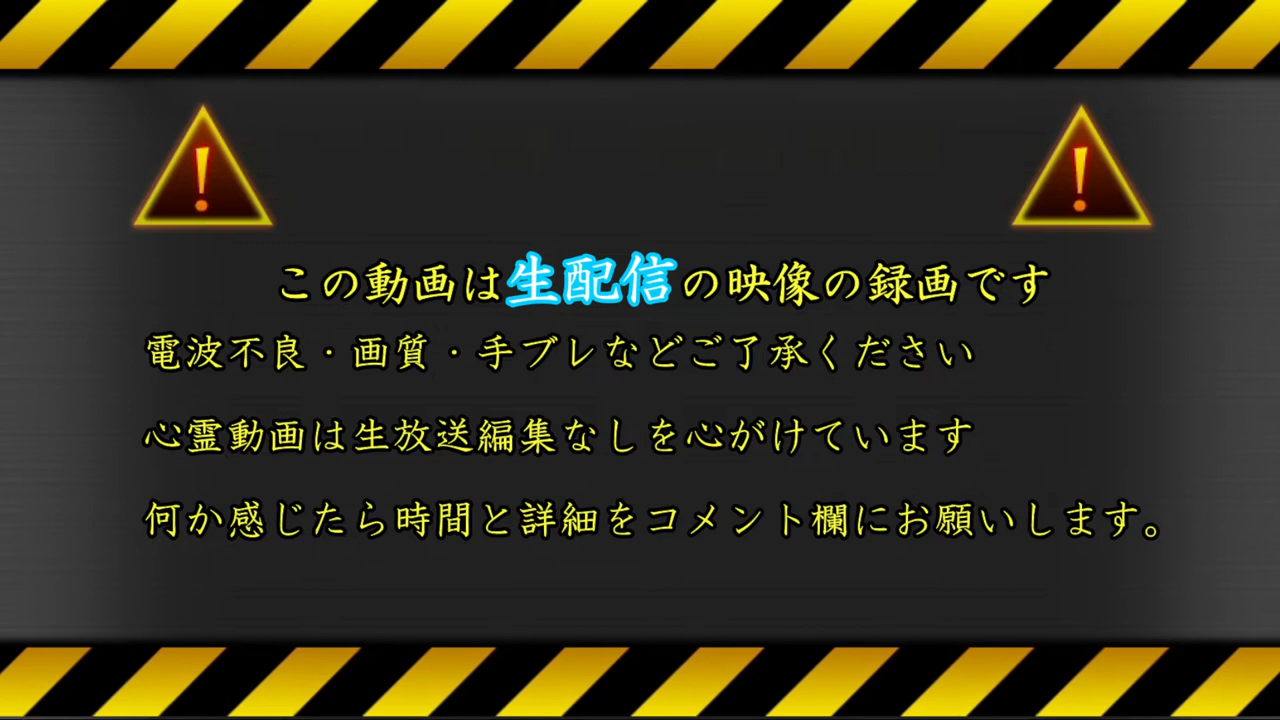 この動画は生配信の映像の録画です
電波不良・画質・手ブレなどご了承ください
心霊動画は生放送編集なしを心がけています
何か感じたら時間と詳細をコメント欄にお願いします。